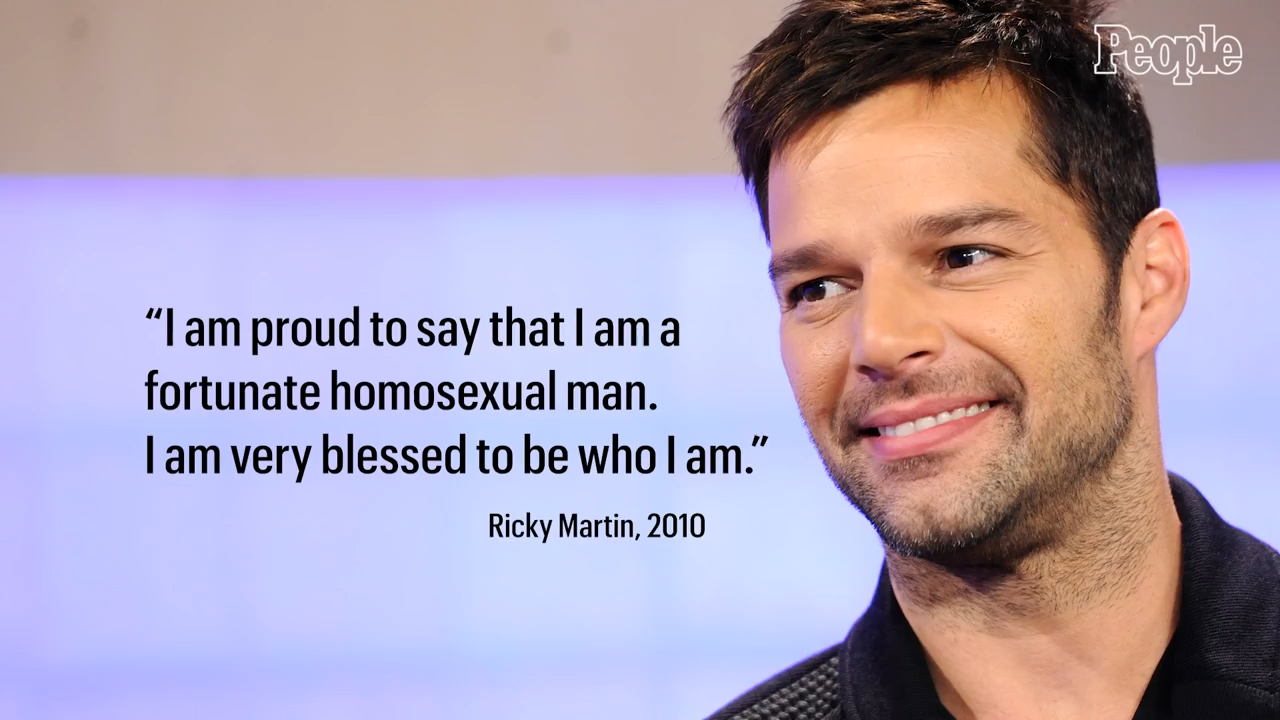 People
“I am proud to say that I am a
fortunate homosexual man.
I am very blessed to be who I am.”
Ricky Martin, 2010